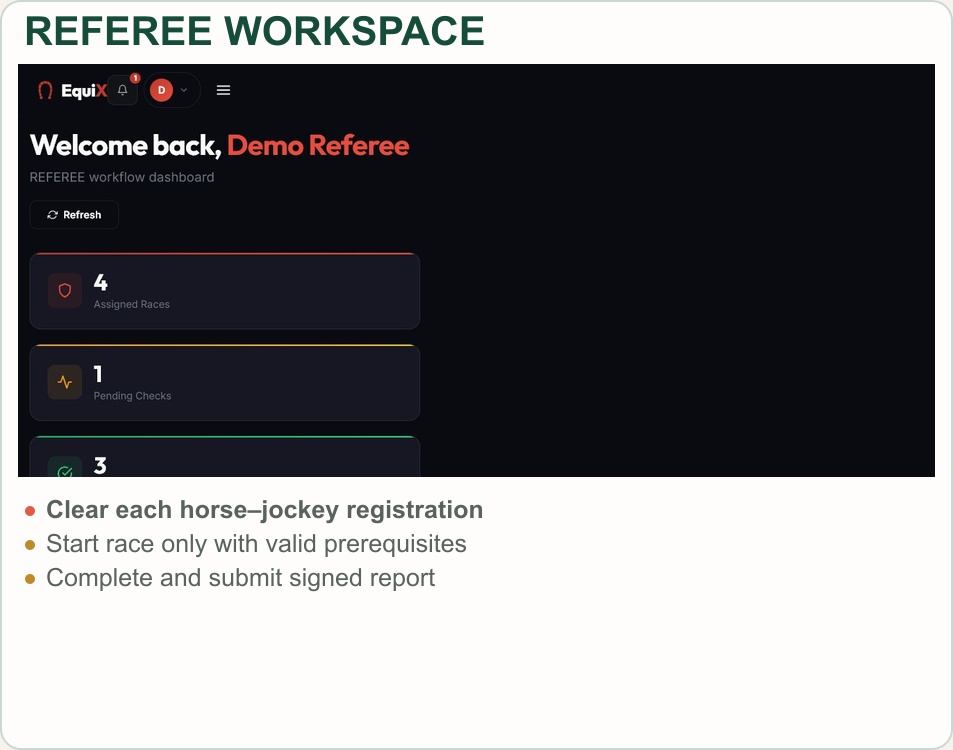 REFEREE WORKSPACE
EquiX
1
D
Welcome back, Demo Referee
REFEREE workflow dashboard
Refresh
4
Assigned Races
1
Pending Checks
3
Clear each horse–jockey registration
Start race only with valid prerequisites
Complete and submit signed report